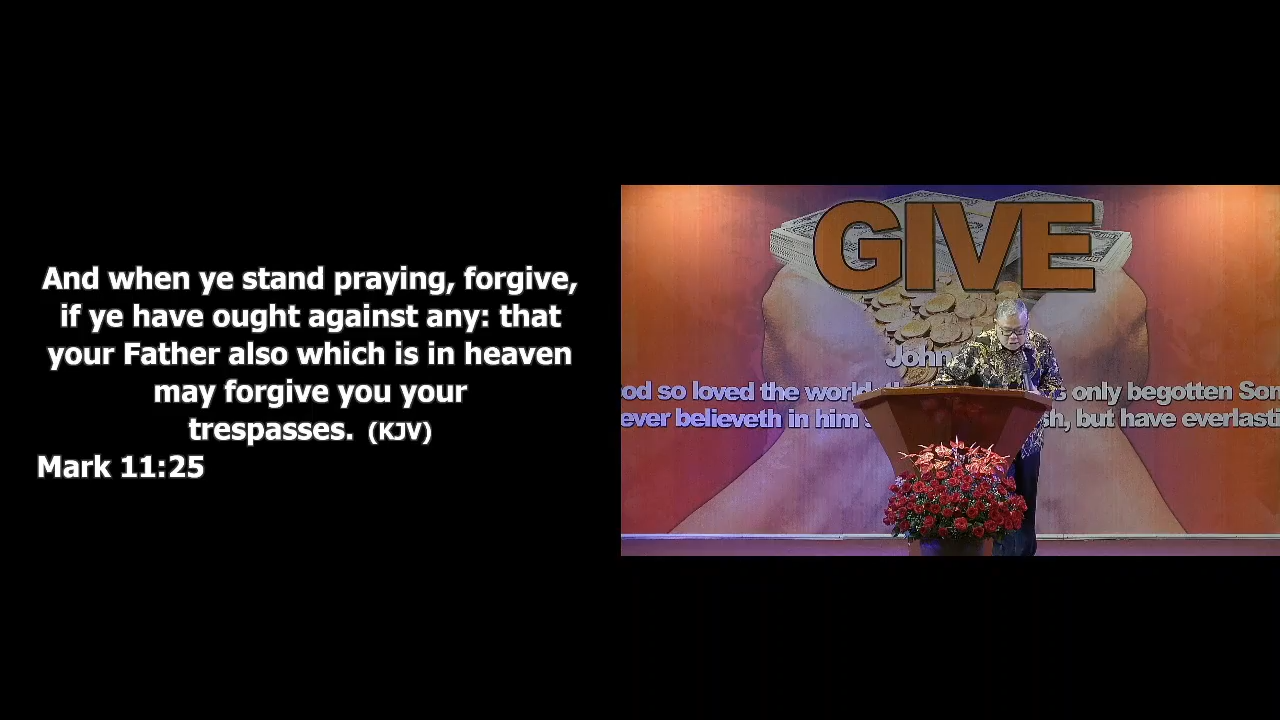 And when ye stand praying, forgive,
if ye have ought against any: that
your Father also which is in heaven
may forgive you your
trespasses. (KJV)
Mark 11:25
GIVE
John
od so loved the world only begotten Son
ever believeth in him but have everlasti